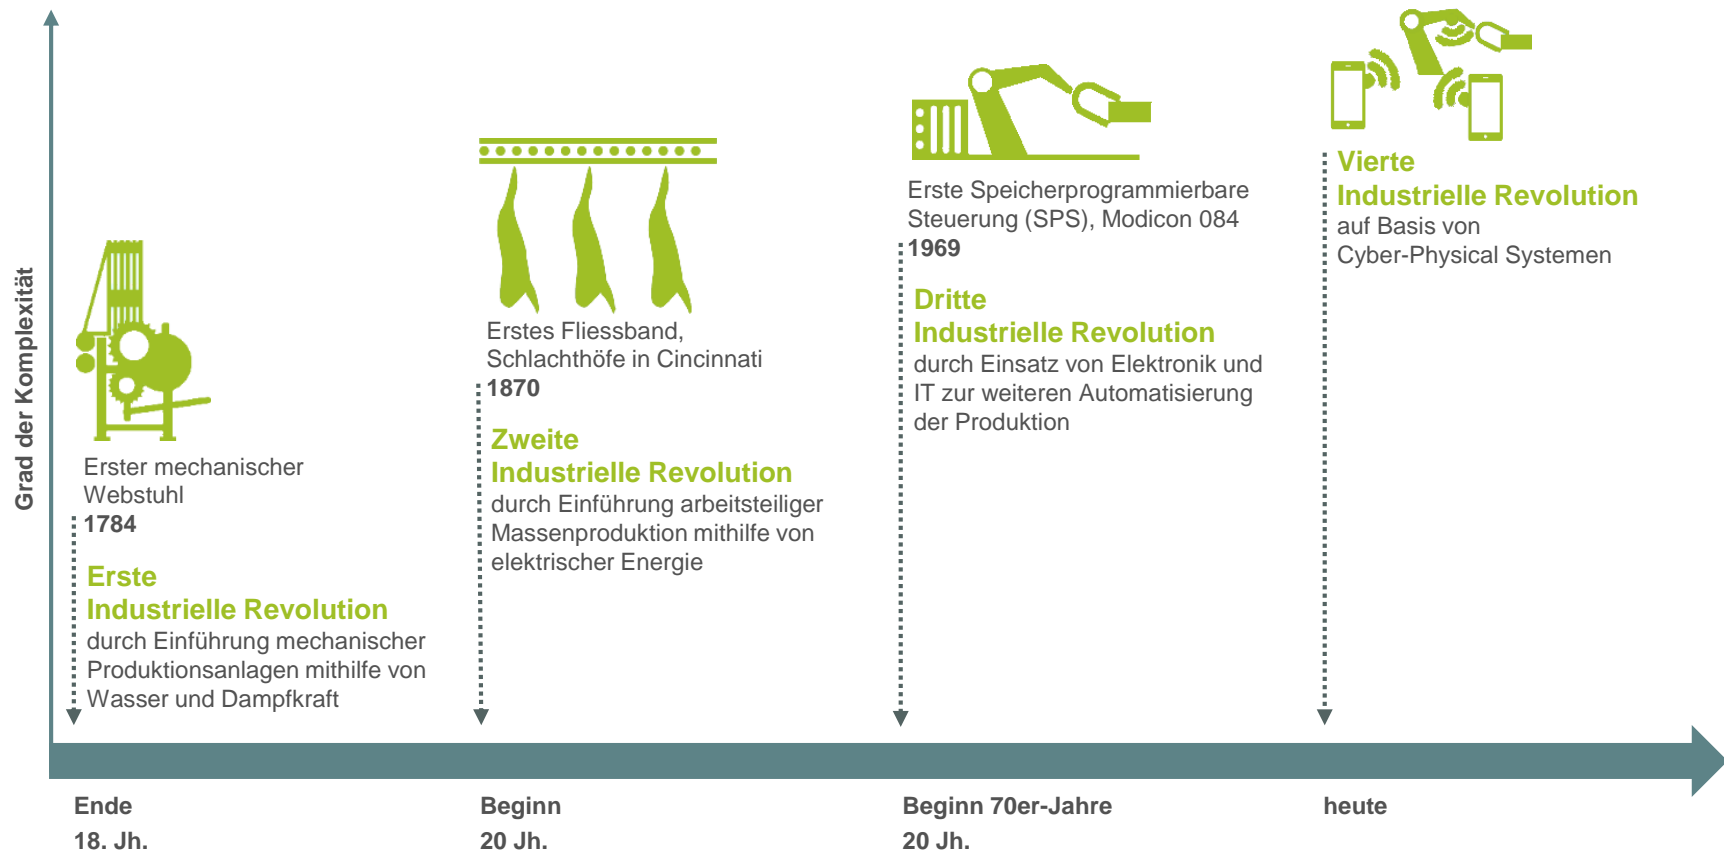 Grad der Komplexität
Erster mechanischer
Webstuhl
1784
Erste
Industrielle Revolution
durch Einführung mechanischer
Produktionsanlagen mithilfe von
Wasser und Dampfkraft
Erstes Fliessband,
Schlachthöfe in Cincinnati
1870
Zweite
Industrielle Revolution
durch Einführung arbeitsteiliger
Massenproduktion mithilfe von
elektrischer Energie
Erste Speicherprogrammierbare
Steuerung (SPS), Modicon 084
1969
Dritte
Industrielle Revolution
durch Einsatz von Elektronik und
IT zur weiteren Automatisierung
der Produktion
Vierte
Industrielle Revolution
auf Basis von
Cyber-Physical Systemen
Ende
18. Jh.
Beginn
20 Jh.
Beginn 70er-Jahre
20 Jh.
heute